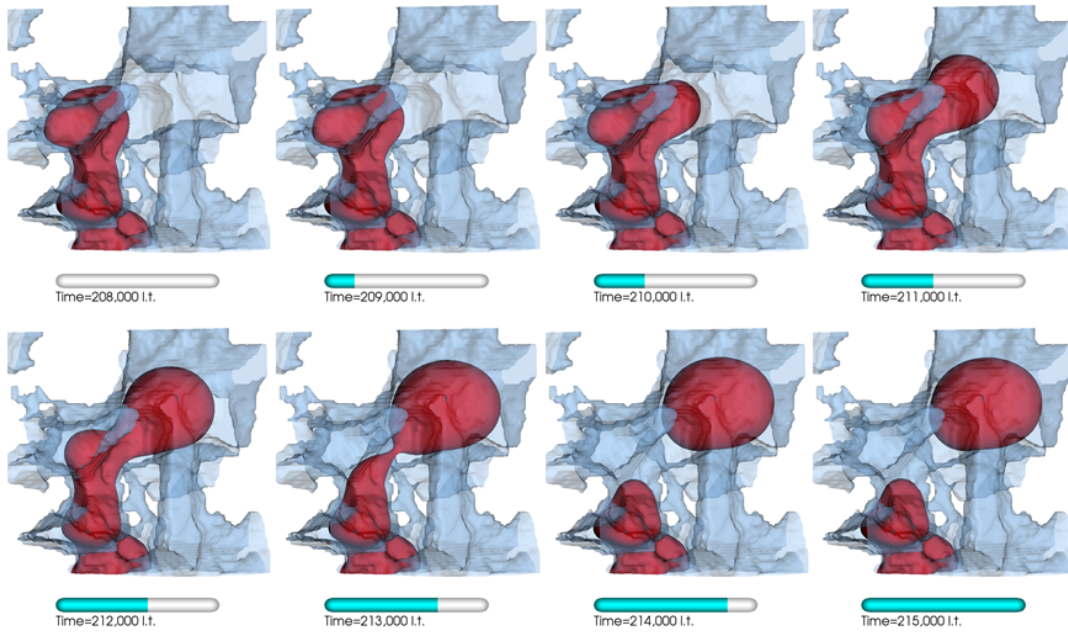 Time=208,000 l.t.
Time=209,000 l.t.
Time=210,000 l.t.
Time=211,000 l.t.
Time=212,000 l.t.
Time=213,000 l.t.
Time=214,000 l.t.
Time=215,000 l.t.